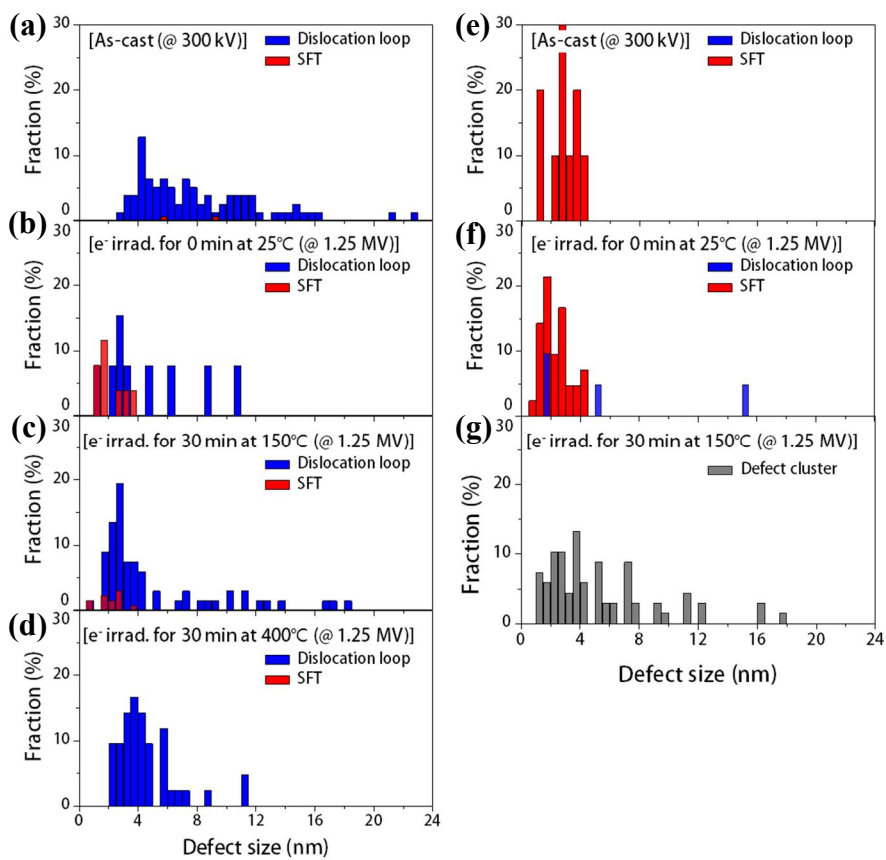 (a)
30
20
10
0
Fraction (%)
[As-cast (@ 300 kV)]
Dislocation loop
SFT
(b)
30
20
10
0
Fraction (%)
[e- irrad. for 0 min at 25°C (@ 1.25 MV)]
Dislocation loop
SFT
(c)
30
20
10
0
Fraction (%)
[e- irrad. for 30 min at 150°C (@ 1.25 MV)]
Dislocation loop
SFT
(d)
30
20
10
0
Fraction (%)
[e- irrad. for 30 min at 400°C (@ 1.25 MV)]
Dislocation loop
SFT
0 4 8 12 16 20 24
Defect size (nm)
(e)
30
20
10
0
Fraction (%)
[As-cast (@ 300 kV)]
Dislocation loop
SFT
(f)
30
20
10
0
Fraction (%)
[e- irrad. for 0 min at 25°C (@ 1.25 MV)]
Dislocation loop
SFT
(g)
30
20
10
0
Fraction (%)
[e- irrad. for 30 min at 150°C (@ 1.25 MV)]
Defect cluster
0 4 8 12 16 20 24
Defect size (nm)